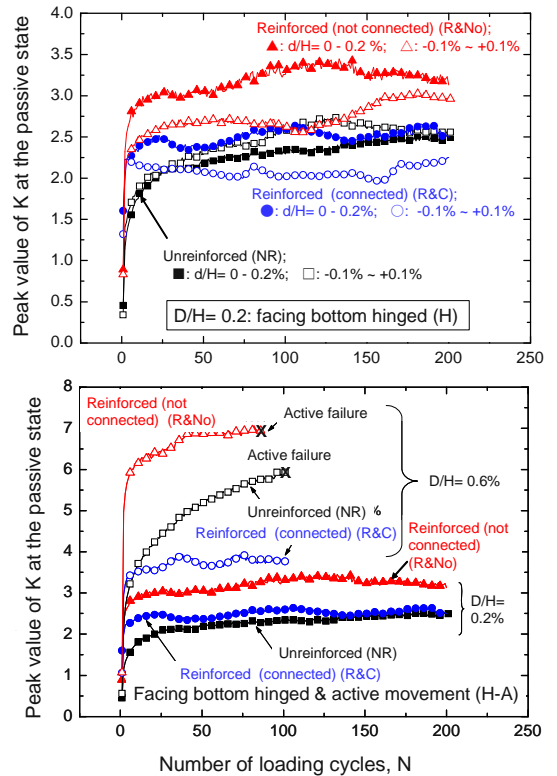 Peak value of K at the passive state
4.0
3.5
3.0
2.5
2.0
1.5
1.0
0.5
0.0
Reinforced (not connected) (R&No)
▲: d/H= 0 - 0.2 %; △: -0.1% ~ +0.1%
Reinforced (connected) (R&C);
●: d/H= 0 - 0.2%; ○: -0.1% ~ +0.1%
Unreinforced (NR);
■: d/H= 0 - 0.2%; □: -0.1% ~ +0.1%
D/H= 0.2: facing bottom hinged (H)
0 50 100 150 200 250
Peak value of K at the passive state
8
7
6
5
4
3
2
1
0
Reinforced (not
connected) (R&No)
X Active failure
Active failure
X
Unreinforced (NR) %
Reinforced (connected) (R&C)
D/H= 0.6%
Reinforced (not
connected)
(R&No)
D/H=
0.2%
Unreinforced (NR)
Reinforced (connected) (R&C)
Facing bottom hinged & active movement (H-A)
0 50 100 150 200 250
Number of loading cycles, N